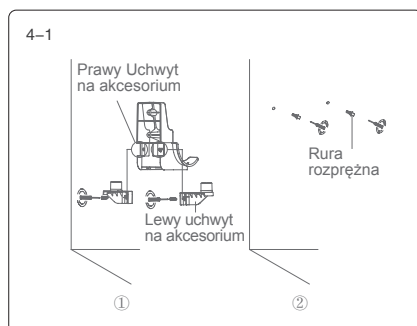 4–1
Prawy Uchwyt
na akcesorium
Rura
rozprężna
Lewy uchwyt
na akcesorium
①
②